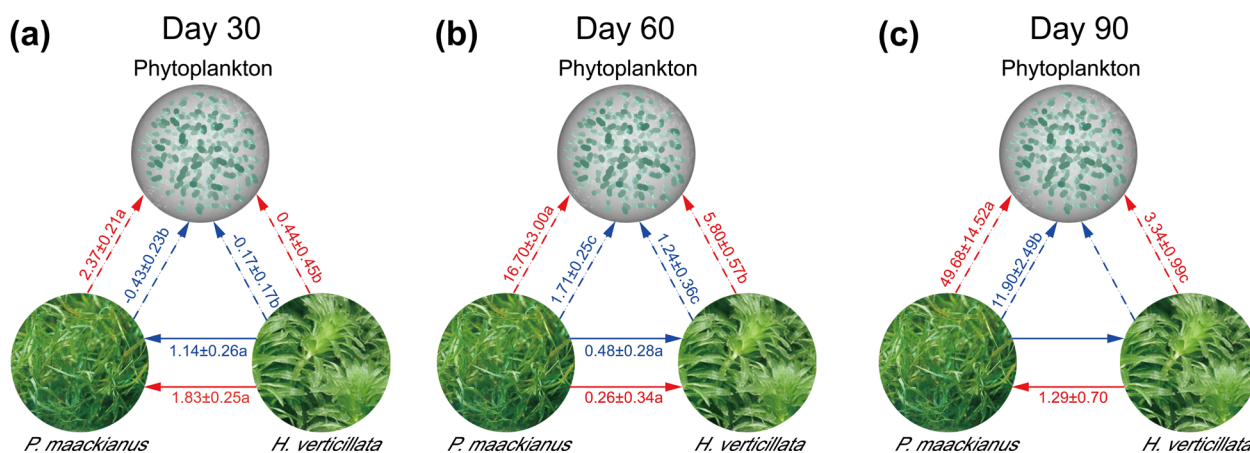 (a) Day 30
Phytoplankton
2.37±0.21a
-0.43±0.23b
-0.17±0.17b
0.44±0.45b
1.14±0.26a
1.83±0.25a
P. maackianus
H. verticillata
(b) Day 60
Phytoplankton
16.70±3.00a
1.71±0.25c
1.24±0.36c
5.80±0.57b
0.48±0.28a
0.26±0.34a
P. maackianus
H. verticillata
(c) Day 90
Phytoplankton
49.68±14.52a
11.90±2.49b
3.34±0.99c
1.29±0.70
P. maackianus
H. verticillata